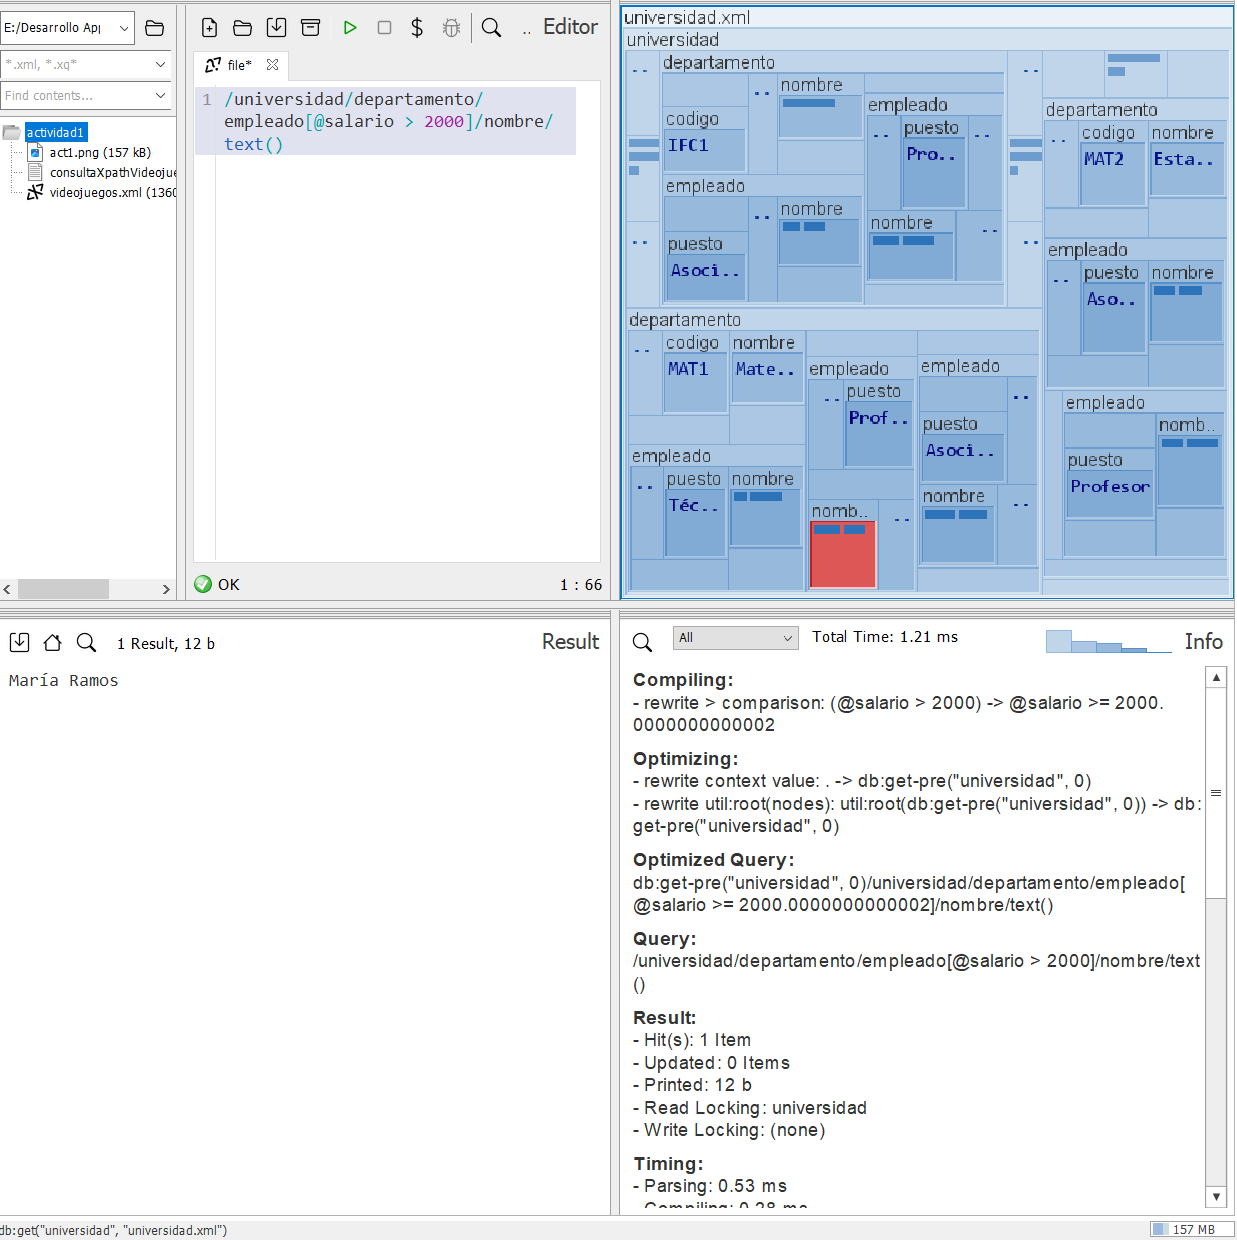 E:/Desarrollo Ap
*.xml, *.xq*
Find contents...
actividad1
act1.png (157 kB)
consultaXpathVideojue
videojuegos.xml (1360
Editor
file*
1 /universidad/departamento/
empleado[@salario > 2000]/nombre/
text()
OK
1 : 66
universidad.xml
universidad
..
departamento
..
nombre
codigo
IFC1
empleado
..
puesto
Pro..
..
empleado
..
nombre
puesto
Asoci..
nombre
..
..
..
..
departamento
..
codigo
MAT2
nombre
Esta..
empleado
..
puesto
Aso..
nombre
empleado
nomb..
puesto
Profesor
departamento
..
codigo
MAT1
nombre
Mate..
empleado
..
puesto
Prof..
nomb..
..
empleado
..
puesto
Asoci..
nombre
..
empleado
..
puesto
Téc..
nombre
1 Result, 12 b
Result
María Ramos
All
Total Time: 1.21 ms
Info
Compiling:
- rewrite > comparison: (@salario > 2000) -> @salario >= 2000.
0000000000002
Optimizing:
- rewrite context value: . -> db:get-pre("universidad", 0)
- rewrite util:root(nodes): util:root(db:get-pre("universidad", 0)) -> db:
get-pre("universidad", 0)
Optimized Query:
db:get-pre("universidad", 0)/universidad/departamento/empleado[
@salario >= 2000.0000000000002]/nombre/text()
Query:
/universidad/departamento/empleado[@salario > 2000]/nombre/text
()
Result:
- Hit(s): 1 Item
- Updated: 0 Items
- Printed: 12 b
- Read Locking: universidad
- Write Locking: (none)
Timing:
- Parsing: 0.53 ms
- Compiling: 0.28 ms
db:get("universidad", "universidad.xml")
157 MB